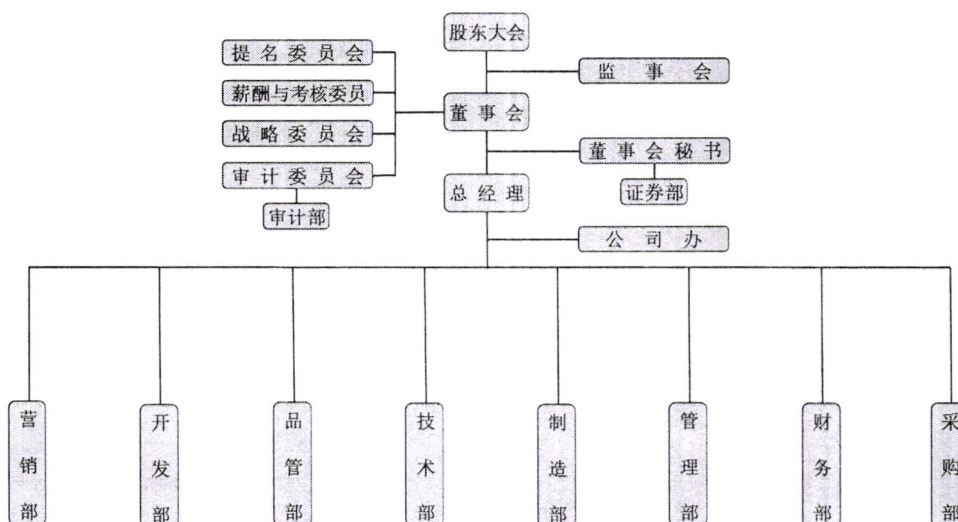 股东大会
提名委员会
监事会
薪酬与考核委员
董事会
战略委员会
董事会秘书
审计委员会
总经理
证券部
审计部
公司办
营销部
开发部
品管部
技术部
制造部
管理部
财务部
采购部